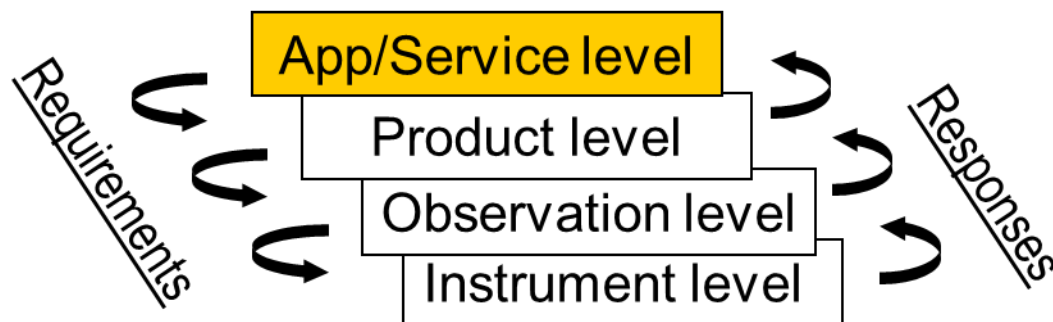 App/Service level
Product level
Observation level
Instrument level
Requirements
Responses